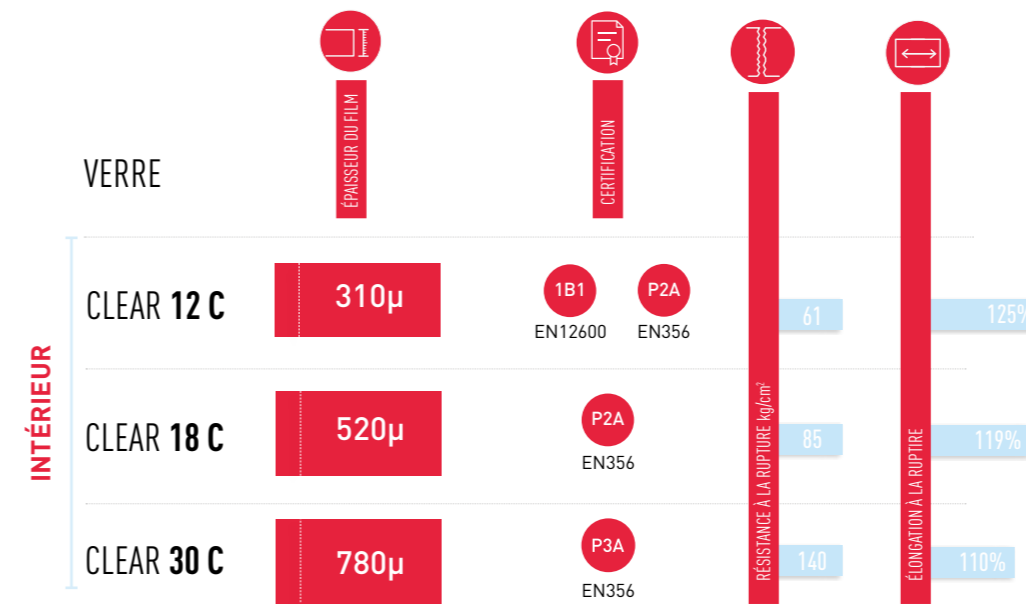 VERRE
ÉPAISSEUR DU FILM
CERTIFICATION
RÉSISTANCE À LA RUPTURE kg/cm²
ÉLONGATION À LA RUPTIRE
INTÉRIEUR
CLEAR 12 C
310µ
1B1
EN12600
P2A
EN356
61
125%
CLEAR 18 C
520µ
P2A
EN356
85
119%
CLEAR 30 C
780µ
P3A
EN356
140
110%